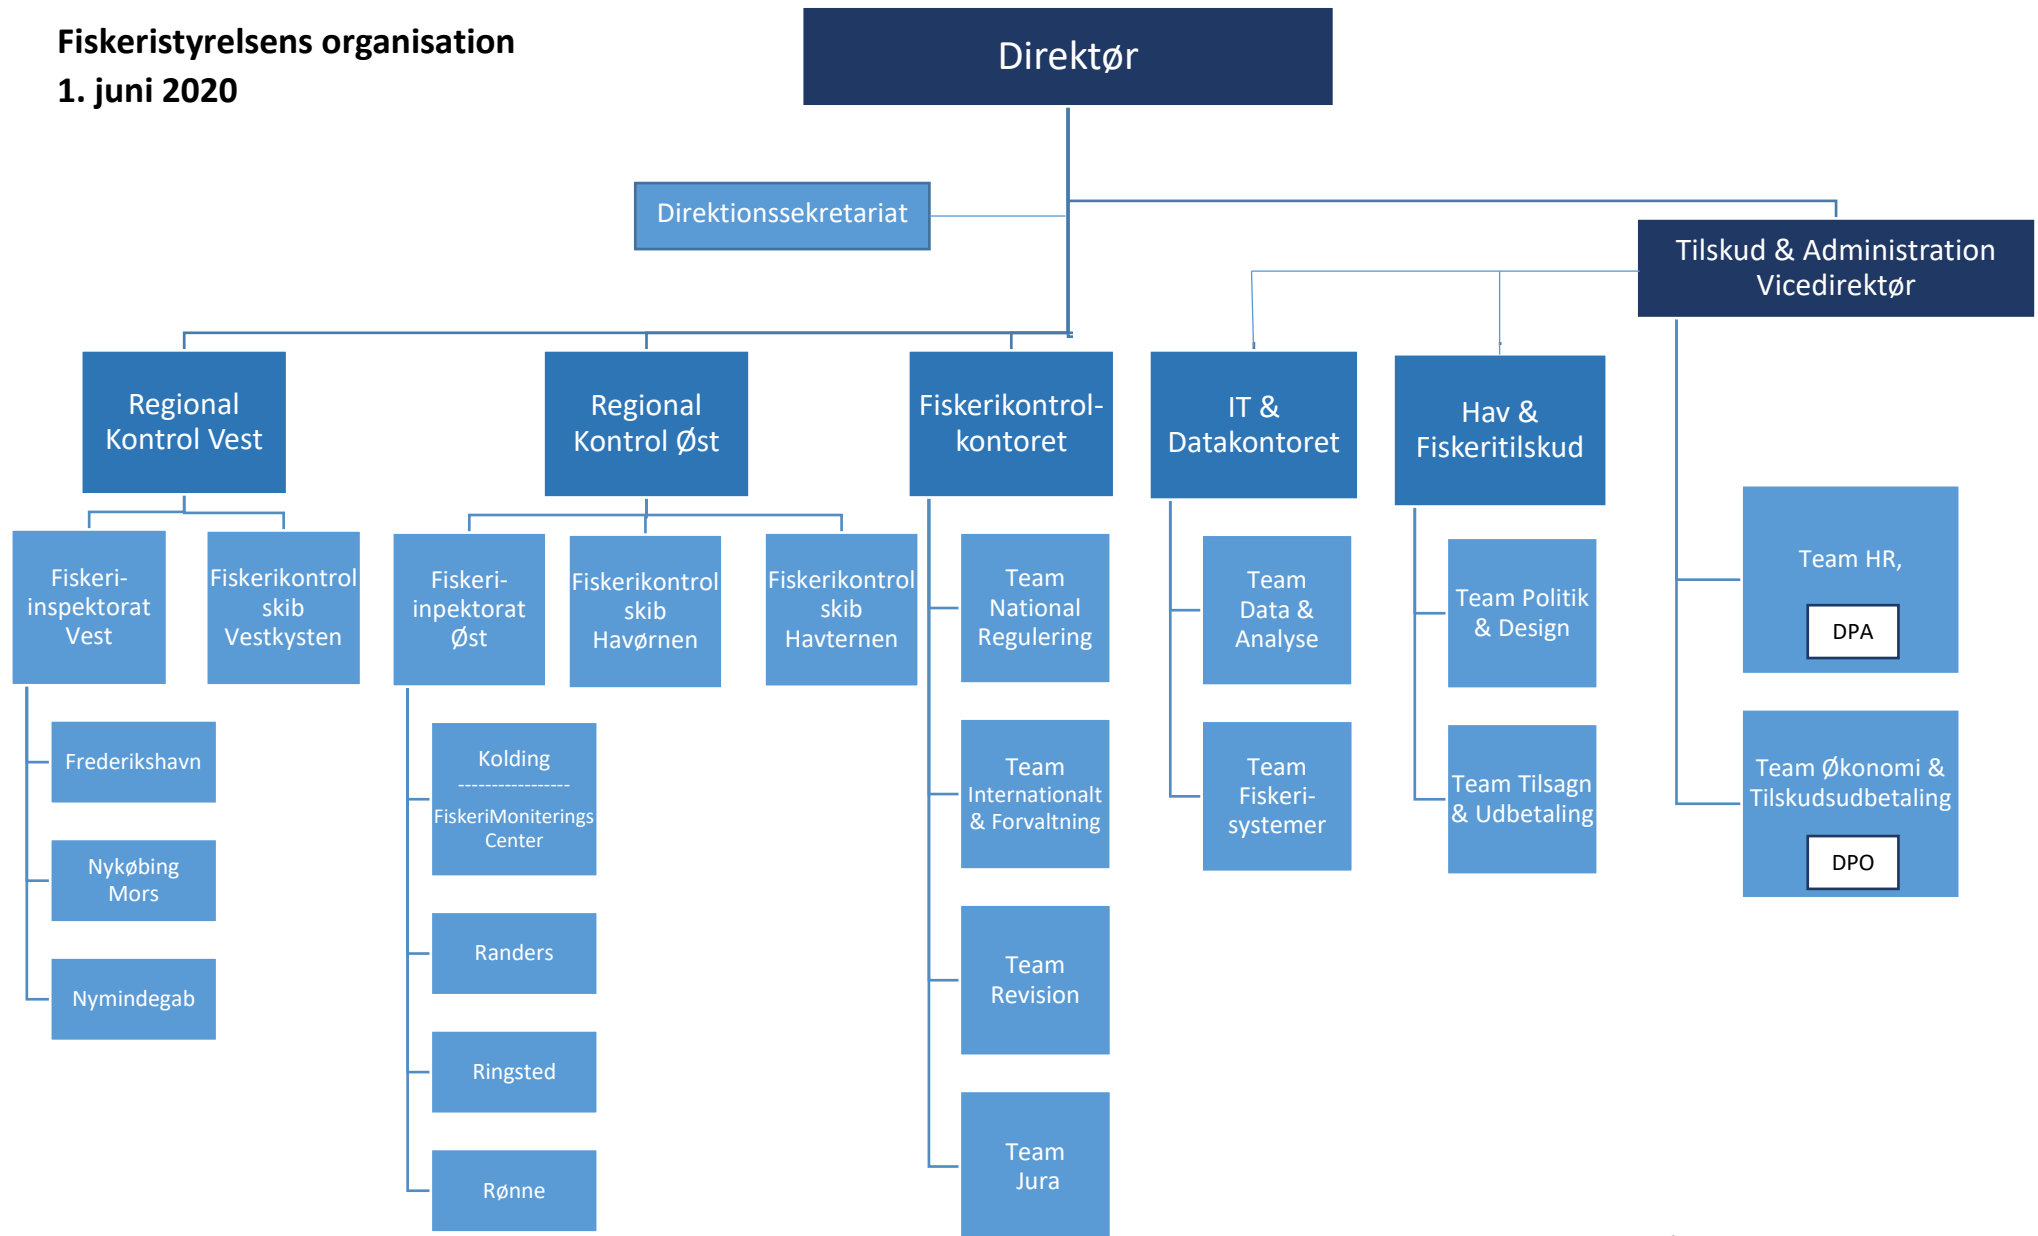 Fiskeristyrelsens organisation
1. juni 2020
Direktør
Direktionssekretariat
Tilskud & Administration
Vicedirektør
Regional
Kontrol Vest
Regional
Kontrol Øst
Fiskerikontrol-
kontoret
IT &
Datakontoret
Hav &
Fiskeritilskud
Fiskeri-
inspektorat
Vest
Fiskerikontrol
skib
Vestkysten
Frederikshavn
Nykøbing
Mors
Nymindegab
Fiskeri-
inpektorat
Øst
Fiskerikontrol
skib
Havørnen
Fiskerikontrol
skib
Havternen
Kolding
-----------------
FiskeriMoniterings
Center
Randers
Ringsted
Rønne
Team
National
Regulering
Team
Internationalt
& Forvaltning
Team
Revision
Team
Jura
Team
Data &
Analyse
Team
Fiskeri-
systemer
Team Politik
& Design
Team Tilsagn
& Udbetaling
Team HR,
DPA
Team Økonomi &
Tilskudsudbetaling
DPO